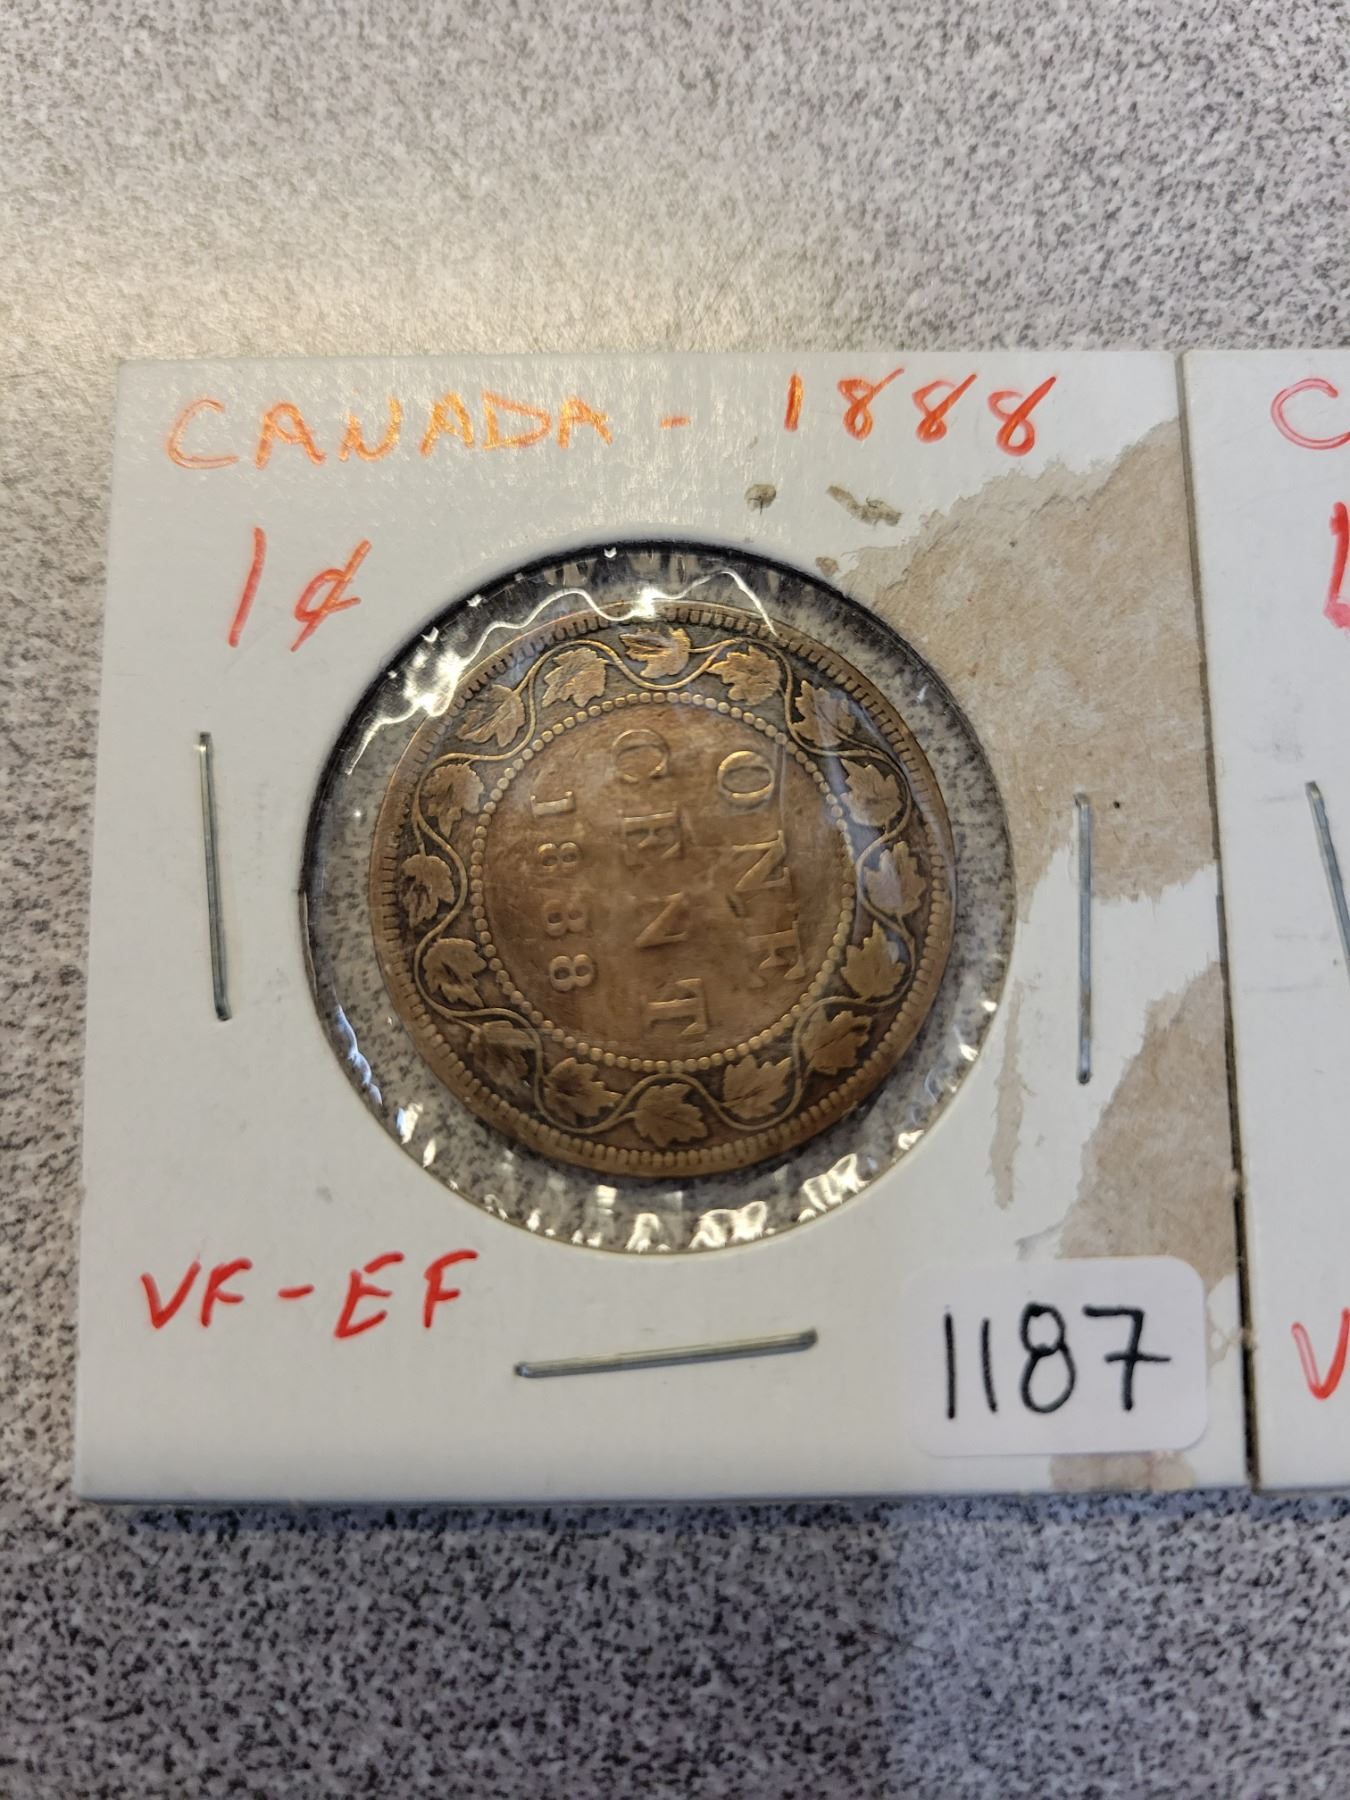 CANADA - 1888
1¢
ONE
CENT
1888
VF-EF
1187
C
V